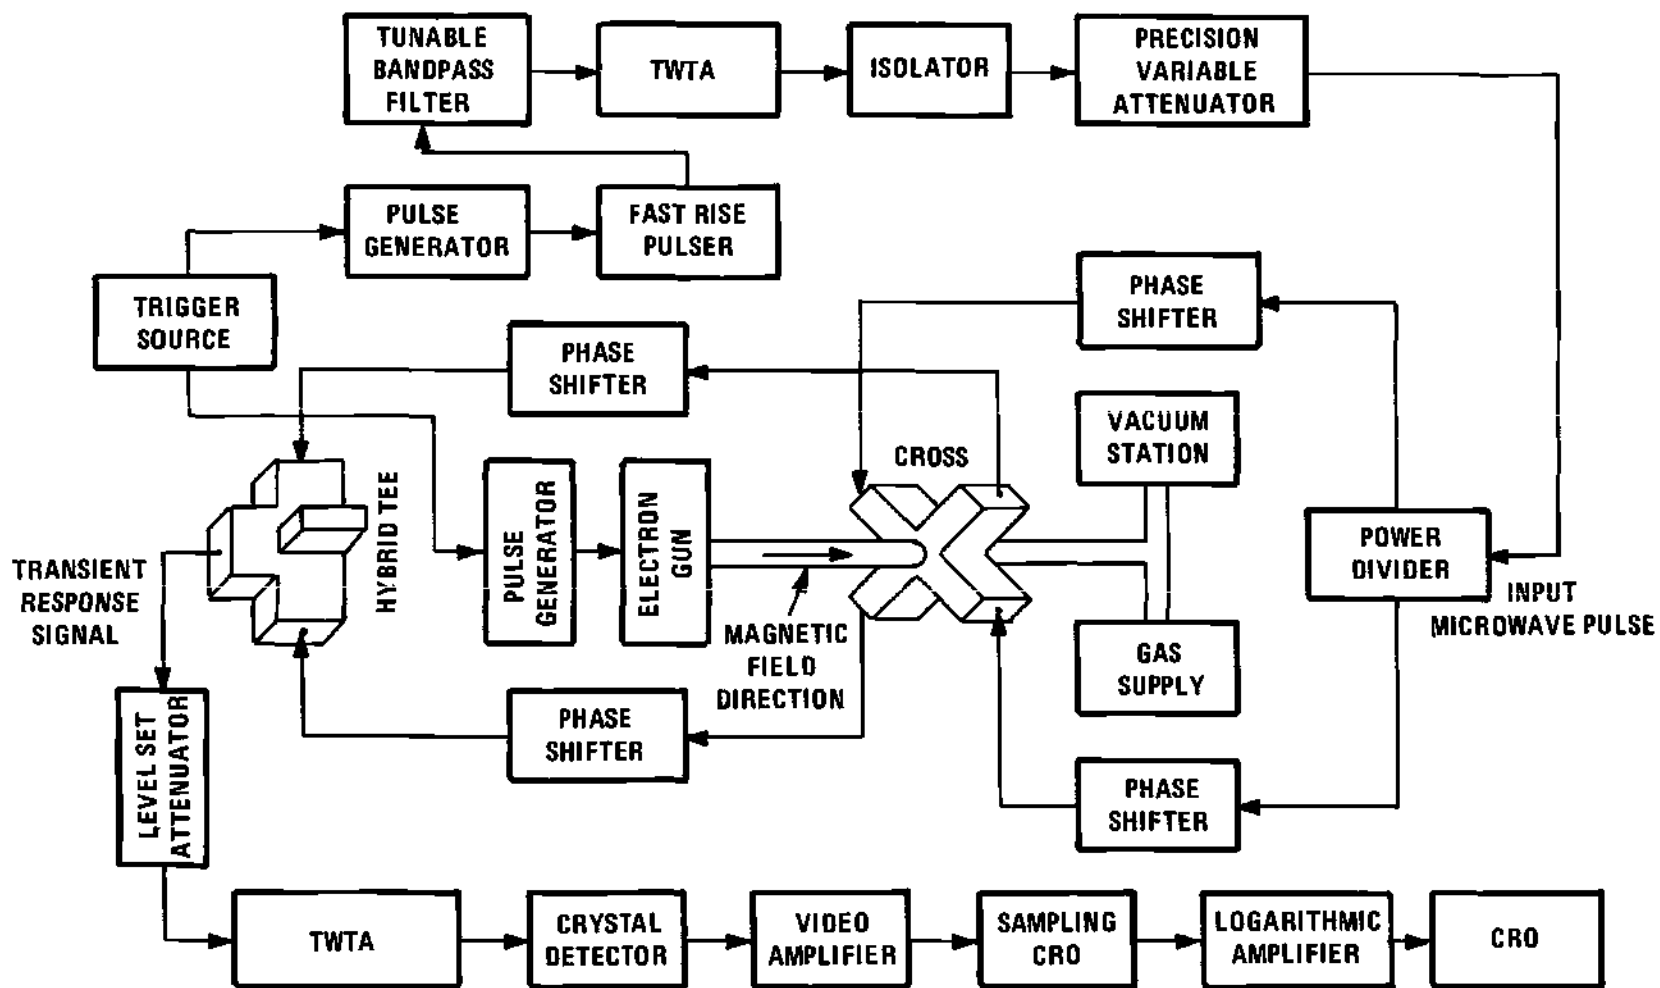 TUNABLE
BANDPASS
FILTER
TWTA
ISOLATOR
PRECISION
VARIABLE
ATTENUATOR
PULSE
GENERATOR
FAST RISE
PULSER
TRIGGER
SOURCE
PHASE
SHIFTER
PHASE
SHIFTER
VACUUM
STATION
CROSS
HYBRID TEE
PULSE
GENERATOR
ELECTRON
GUN
POWER
DIVIDER
TRANSIENT
RESPONSE
SIGNAL
INPUT
MICROWAVE PULSE
MAGNETIC
FIELD
DIRECTION
GAS
SUPPLY
LEVEL SET
ATTENUATOR
PHASE
SHIFTER
PHASE
SHIFTER
TWTA
CRYSTAL
DETECTOR
VIDEO
AMPLIFIER
SAMPLING
CRO
LOGARITHMIC
AMPLIFIER
CRO